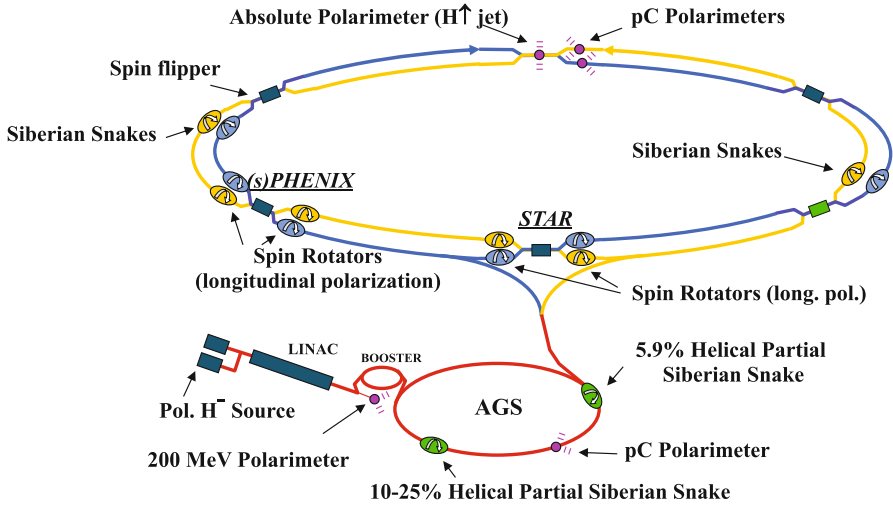 Absolute Polarimeter (H↑ jet)
pC Polarimeters
Spin flipper
Siberian Snakes
Siberian Snakes
(s)PHENIX
STAR
Spin Rotators
(longitudinal polarization)
Spin Rotators (long. pol.)
LINAC
BOOSTER
5.9% Helical Partial
Siberian Snake
Pol. H⁻ Source
AGS
200 MeV Polarimeter
pC Polarimeter
10-25% Helical Partial Siberian Snake